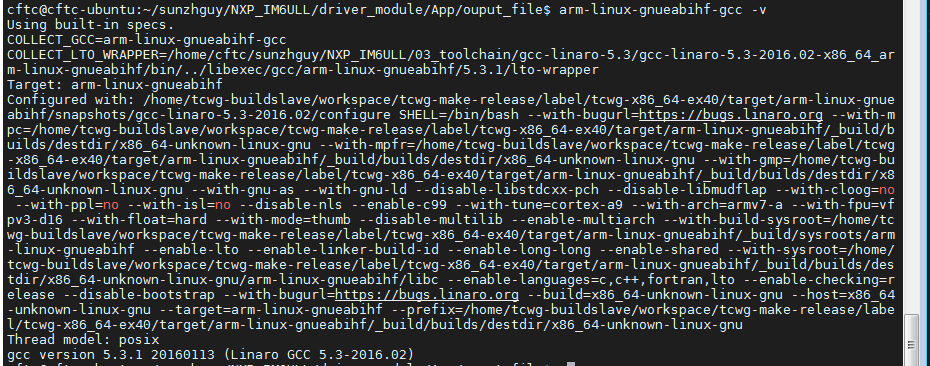 cftc@cftc-ubuntu:~/sunzhguy/NXP_IM6ULL/driver_module/App/ouput_file$ arm-linux-gnueabihf-gcc -v
Using built-in specs.
COLLECT_GCC=arm-linux-gnueabihf-gcc
COLLECT_LTO_WRAPPER=/home/cftc/sunzhguy/NXP_IM6ULL/03_toolchain/gcc-linaro-5.3/gcc-linaro-5.3-2016.02-x86_64_ar
m-linux-gnueabihf/bin/../libexec/gcc/arm-linux-gnueabihf/5.3.1/lto-wrapper
Target: arm-linux-gnueabihf
Configured with: /home/tcwg-buildslave/workspace/tcwg-make-release/label/tcwg-x86_64-ex40/target/arm-linux-gnue
abihf/snapshots/gcc-linaro-5.3-2016.02/configure SHELL=/bin/bash --with-bugurl=https://bugs.linaro.org --with-m
pc=/home/tcwg-buildslave/workspace/tcwg-make-release/label/tcwg-x86_64-ex40/target/arm-linux-gnueabihf/_build/b
uilds/destdir/x86_64-unknown-linux-gnu --with-mpfr=/home/tcwg-buildslave/workspace/tcwg-make-release/label/tcwg
-x86_64-ex40/target/arm-linux-gnueabihf/_build/builds/destdir/x86_64-unknown-linux-gnu --with-gmp=/home/tcwg-bu
ildslave/workspace/tcwg-make-release/label/tcwg-x86_64-ex40/target/arm-linux-gnueabihf/_build/builds/destdir/x8
6_64-unknown-linux-gnu --with-gnu-as --with-gnu-ld --disable-libstdcxx-pch --disable-libmudflap --with-cloog=no
--with-ppl=no --with-isl=no --disable-nls --enable-c99 --with-tune=cortex-a9 --with-arch=armv7-a --with-fpu=vf
pv3-d16 --with-float=hard --with-mode=thumb --disable-multilib --enable-multiarch --with-build-sysroot=/home/tc
wg-buildslave/workspace/tcwg-make-release/label/tcwg-x86_64-ex40/target/arm-linux-gnueabihf/_build/sysroots/arm
-linux-gnueabihf --enable-lto --enable-linker-build-id --enable-long-long --enable-shared --with-sysroot=/home/
tcwg-buildslave/workspace/tcwg-make-release/label/tcwg-x86_64-ex40/target/arm-linux-gnueabihf/_build/builds/des
tdir/x86_64-unknown-linux-gnu/arm-linux-gnueabihf/libc --enable-languages=c,c++,fortran,lto --enable-checking=r
elease --disable-bootstrap --with-bugurl=https://bugs.linaro.org --build=x86_64-unknown-linux-gnu --host=x86_64
-unknown-linux-gnu --target=arm-linux-gnueabihf --prefix=/home/tcwg-buildslave/workspace/tcwg-make-release/labe
l/tcwg-x86_64-ex40/target/arm-linux-gnueabihf/_build/builds/destdir/x86_64-unknown-linux-gnu
Thread model: posix
gcc version 5.3.1 20160113 (Linaro GCC 5.3-2016.02)